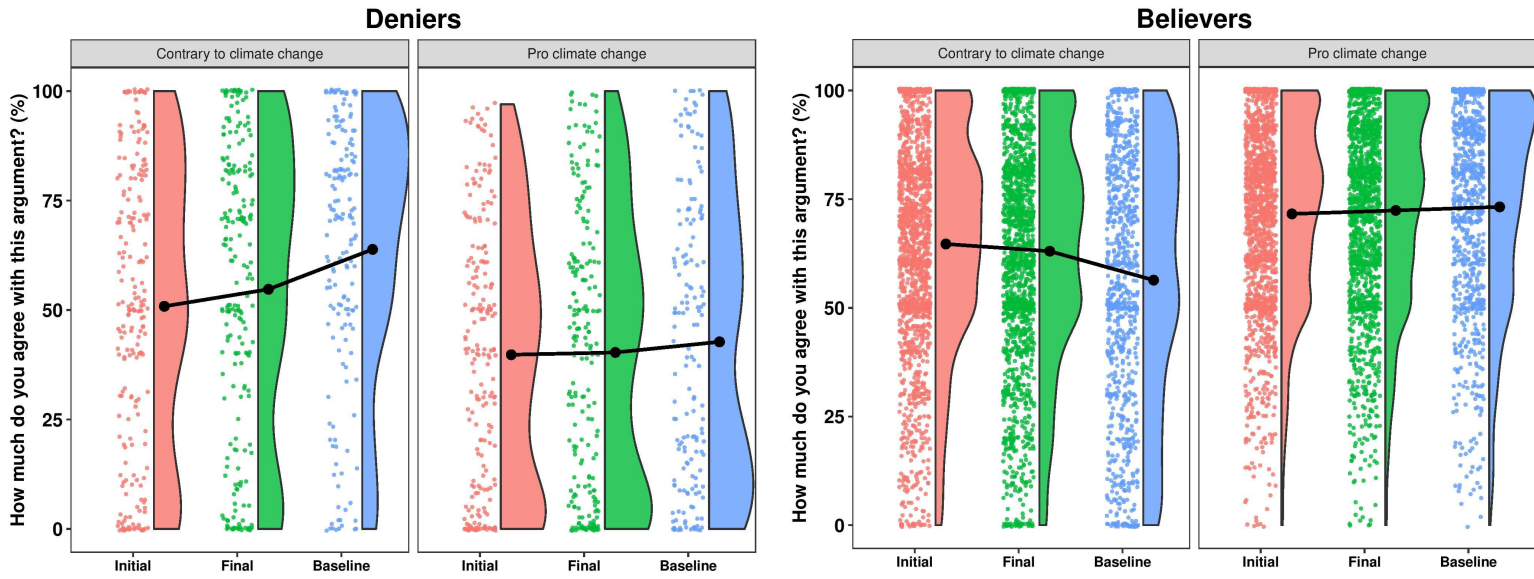 Deniers
Contrary to climate change
Pro climate change
How much do you agree with this argument? (%)
100
75
50
25
0
Initial
Final
Baseline
Initial
Final
Baseline
Believers
Contrary to climate change
Pro climate change
How much do you agree with this argument? (%)
100
75
50
25
0
Initial
Final
Baseline
Initial
Final
Baseline